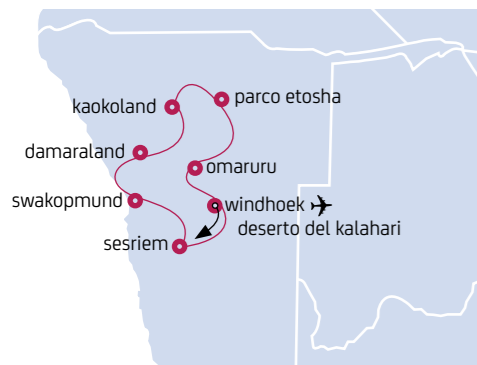 parco etosha
kaokoland
damaraland
omaruru
swakopmund
windhoek
deserto del kalahari
sesriem